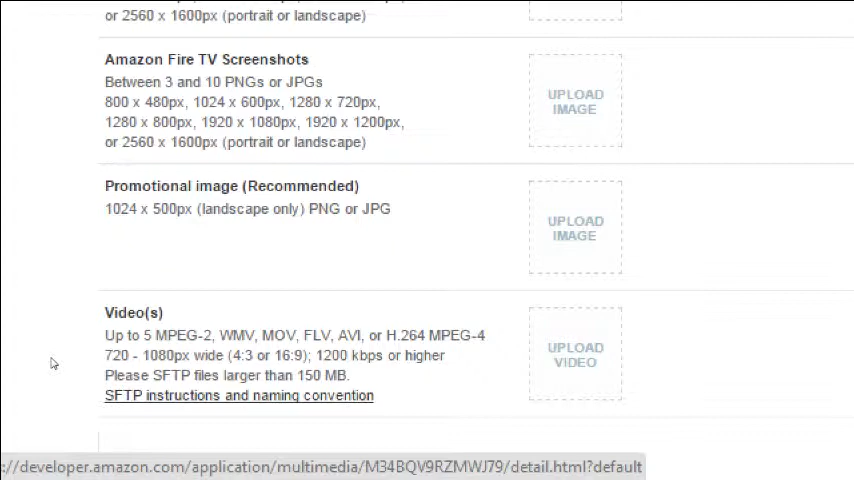 or 2560 x 1600px (portrait or landscape)
Amazon Fire TV Screenshots
Between 3 and 10 PNGs or JPGs
800 x 480px, 1024 x 600px, 1280 x 720px,
1280 x 800px, 1920 x 1080px, 1920 x 1200px,
or 2560 x 1600px (portrait or landscape)
UPLOAD
IMAGE
Promotional image (Recommended)
1024 x 500px (landscape only) PNG or JPG
UPLOAD
IMAGE
Video(s)
Up to 5 MPEG-2, WMV, MOV, FLV, AVI, or H.264 MPEG-4
720 - 1080px wide (4:3 or 16:9); 1200 kbps or higher
Please SFTP files larger than 150 MB.
SFTP instructions and naming convention
UPLOAD
VIDEO
://developer.amazon.com/application/multimedia/M34BQV9RZMWJ79/detail.html?default